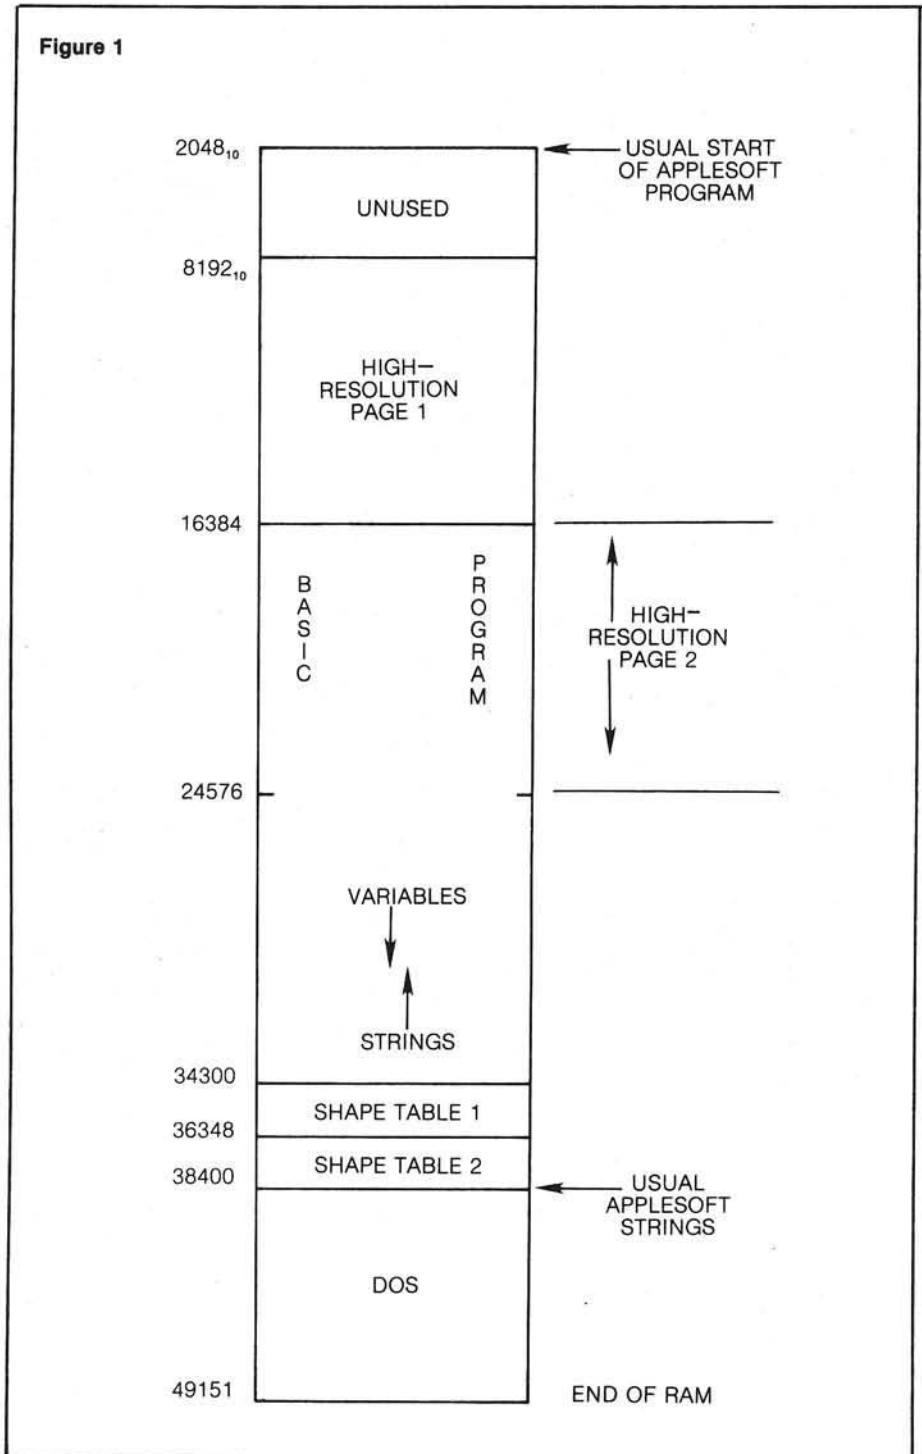 Figure 1
2048₁₀
USUAL START
OF APPLESOFT
PROGRAM
UNUSED
8192₁₀
HIGH–
RESOLUTION
PAGE 1
16384
BASIC
PROGRAM
HIGH–
RESOLUTION
PAGE 2
24576
VARIABLES
STRINGS
34300
SHAPE TABLE 1
36348
SHAPE TABLE 2
38400
USUAL
APPLESOFT
STRINGS
DOS
49151
END OF RAM